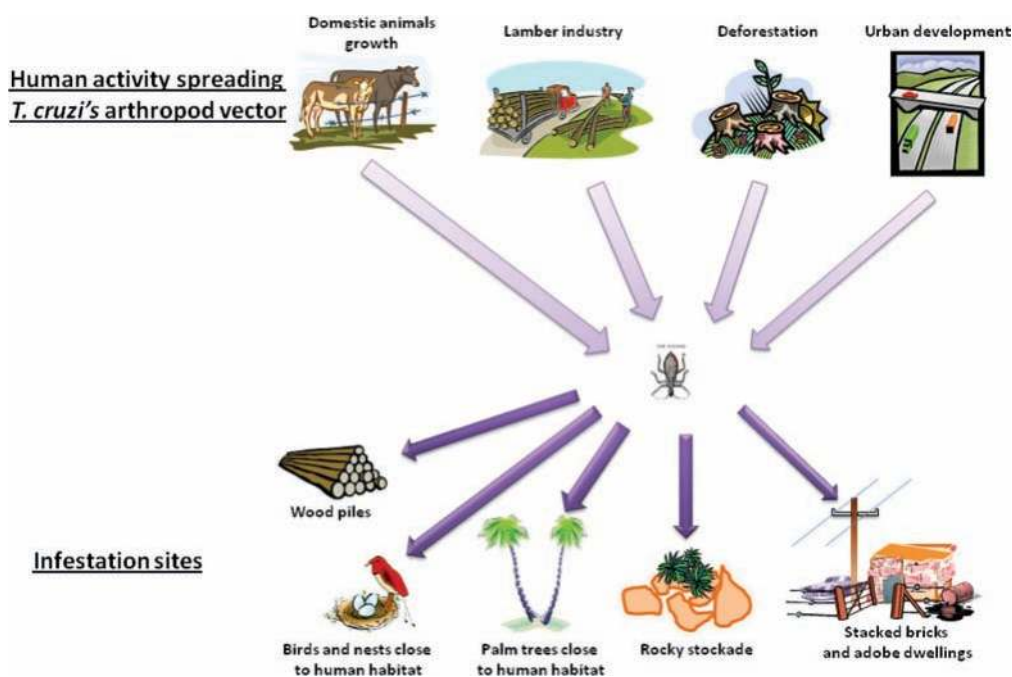 Domestic animals
growth
Lamber industry
Deforestation
Urban development
Human activity spreading
T. cruzi's arthropod vector
Wood piles
Infestation sites
Birds and nests close
to human habitat
Palm trees close
to human habitat
Rocky stockade
Stacked bricks
and adobe dwellings